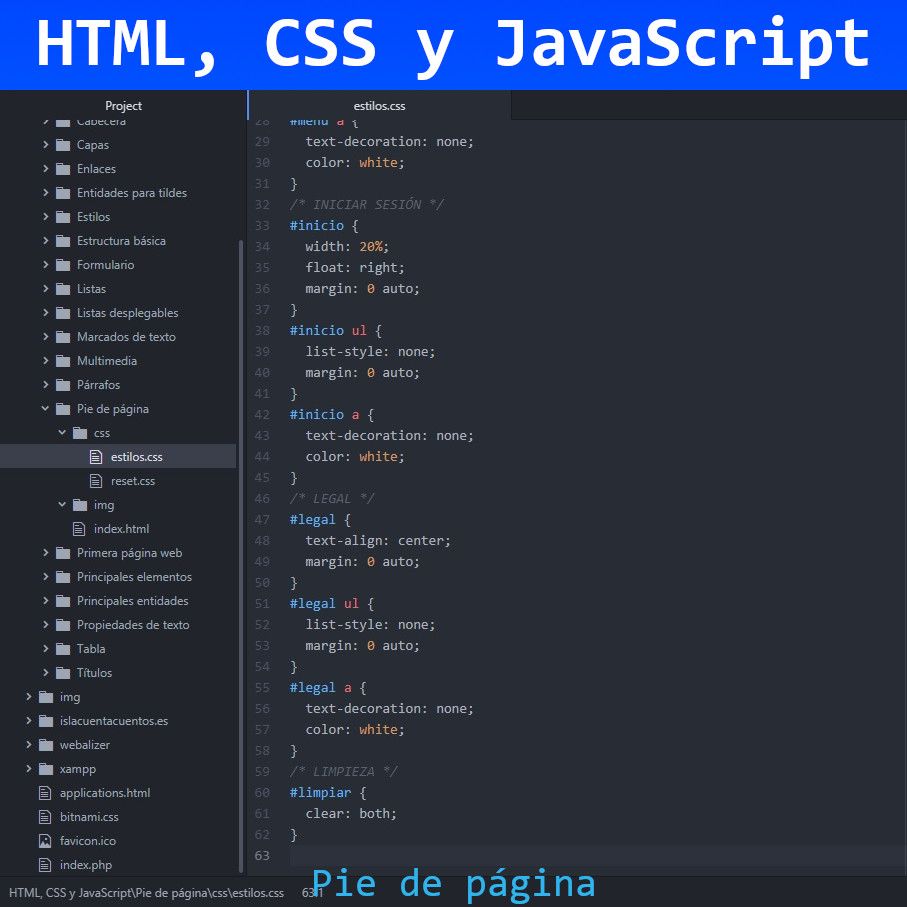 HTML, CSS y JavaScript
Project
Cabecera
Capas
Enlaces
Entidades para tildes
Estilos
Estructura básica
Formulario
Listas
Listas desplegables
Marcados de texto
Multimedia
Párrafos
Pie de página
css
estilos.css
reset.css
img
index.html
Primera página web
Principales elementos
Principales entidades
Propiedades de texto
Tabla
Títulos
img
islacuentacuentos.es
webalizer
xampp
applications.html
bitnami.css
favicon.ico
index.php
estilos.css
28 #menu a {
29 text-decoration: none;
30 color: white;
31 }
32 /* INICIAR SESIÓN */
33 #inicio {
34 width: 20%;
35 float: right;
36 margin: 0 auto;
37 }
38 #inicio ul {
39 list-style: none;
40 margin: 0 auto;
41 }
42 #inicio a {
43 text-decoration: none;
44 color: white;
45 }
46 /* LEGAL */
47 #legal {
48 text-align: center;
49 margin: 0 auto;
50 }
51 #legal ul {
52 list-style: none;
53 margin: 0 auto;
54 }
55 #legal a {
56 text-decoration: none;
57 color: white;
58 }
59 /* LIMPIEZA */
60 #limpiar {
61 clear: both;
62 }
63
HTML, CSS y JavaScript\Pie de página\css\estilos.css 63:1
Pie de página